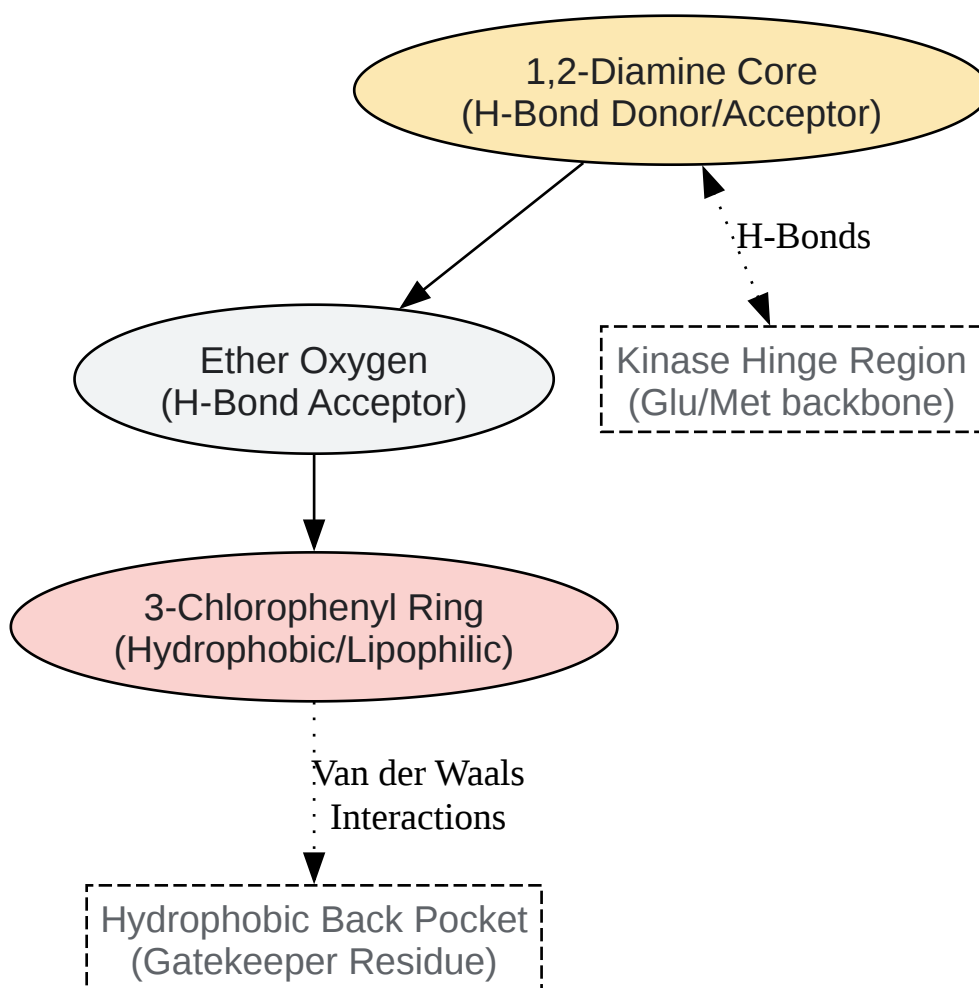 1,2-Diamine Core
(H-Bond Donor/Acceptor)
H-Bonds
Ether Oxygen
(H-Bond Acceptor)
Kinase Hinge Region
(Glu/Met backbone)
3-Chlorophenyl Ring
(Hydrophobic/Lipophilic)
Van der Waals
Interactions
Hydrophobic Back Pocket
(Gatekeeper Residue)